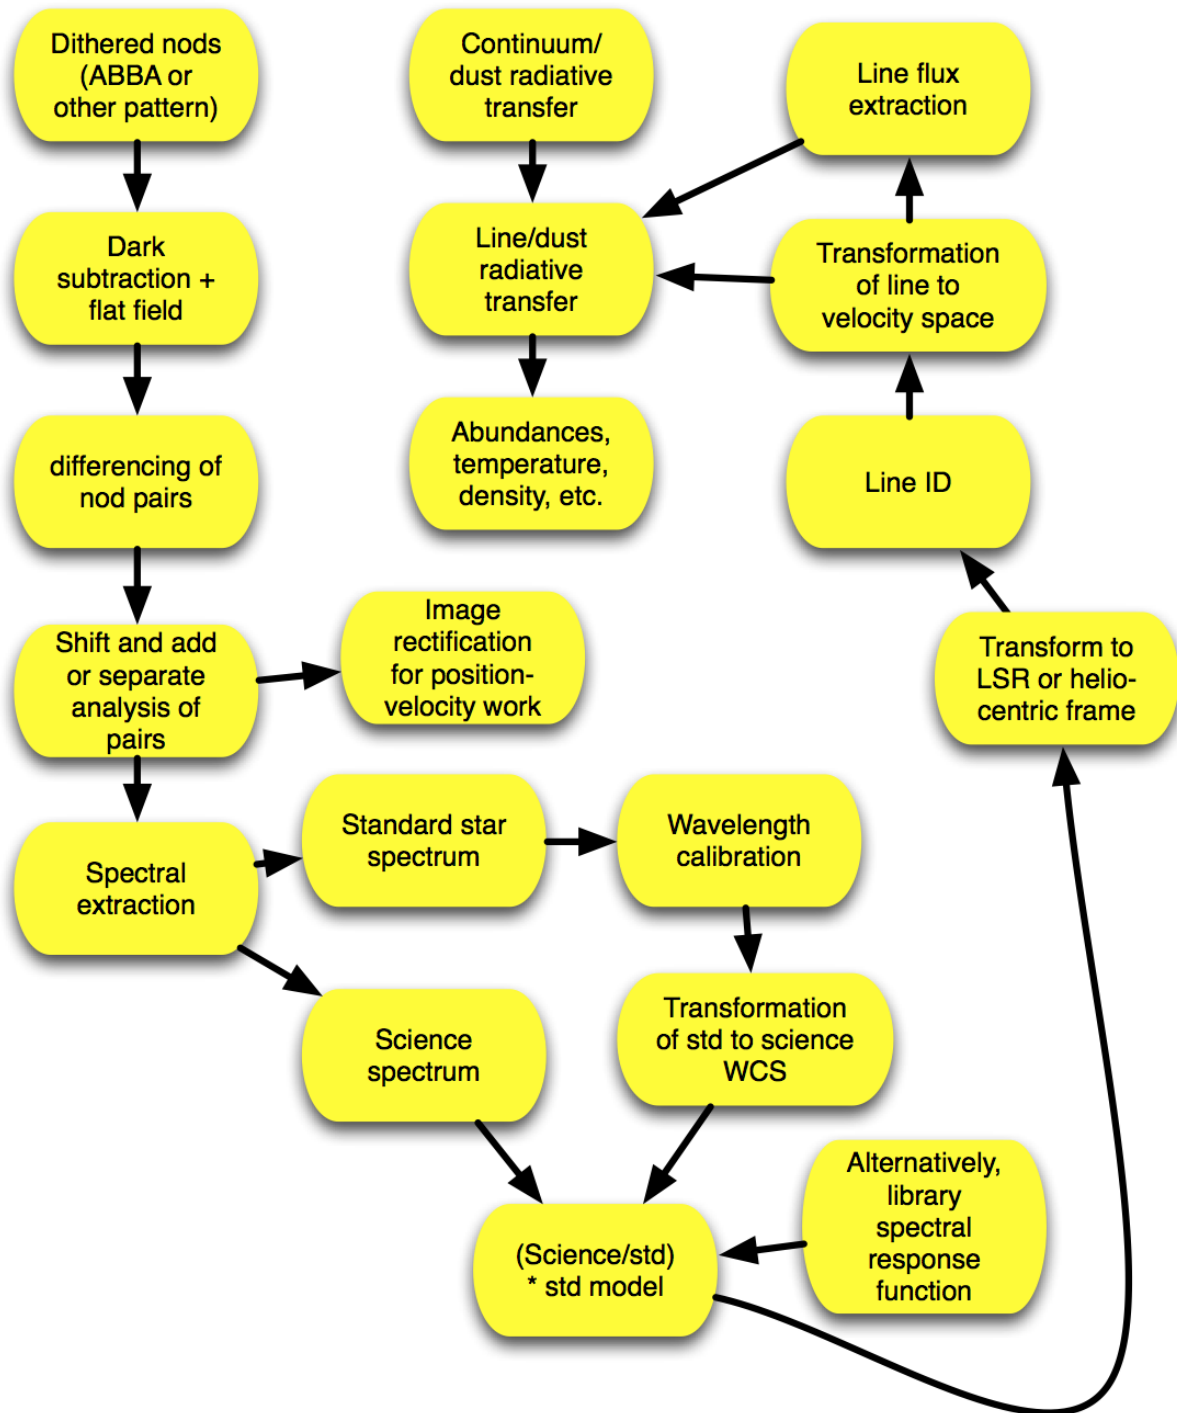 Dithered nods
(ABBA or
other pattern)
Continuum/
dust radiative
transfer
Line flux
extraction
Dark
subtraction +
flat field
Line/dust
radiative
transfer
Transformation
of line to
velocity space
differencing of
nod pairs
Abundances,
temperature,
density, etc.
Line ID
Shift and add
or separate
analysis of
pairs
Image
rectification
for position-
velocity work
Transform to
LSR or helio-
centric frame
Spectral
extraction
Standard star
spectrum
Wavelength
calibration
Science
spectrum
Transformation
of std to science
WCS
(Science/std)
* std model
Alternatively,
library
spectral
response
function